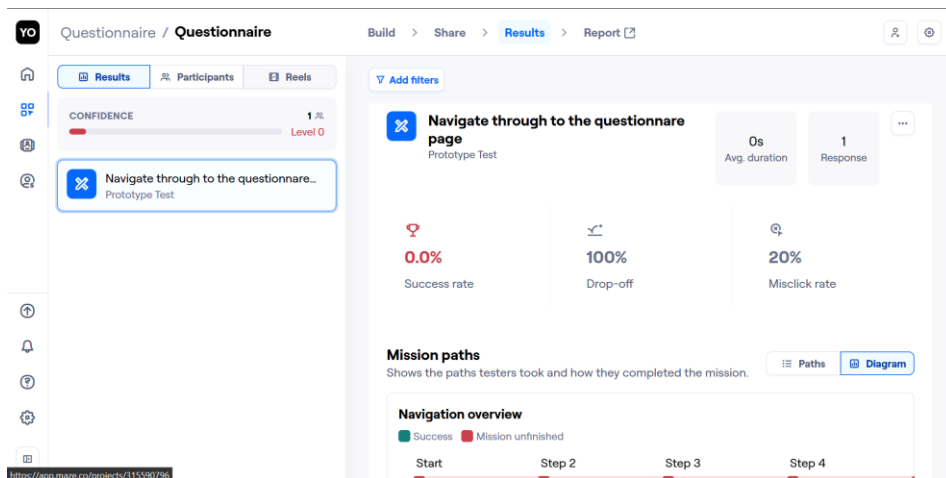 YO
Questionnaire / Questionnaire
Build > Share > Results > Report
Results
Participants
Reels
CONFIDENCE
1
Level 0
Navigate through to the questionnare...
Prototype Test
Add filters
Navigate through to the questionnare
page
Prototype Test
0s
Avg. duration
1
Response
...
0.0%
Success rate
100%
Drop-off
20%
Misclick rate
Mission paths
Shows the paths testers took and how they completed the mission.
Paths
Diagram
Navigation overview
Success
Mission unfinished
Start
Step 2
Step 3
Step 4
https://app.maze.co/projects/315590796